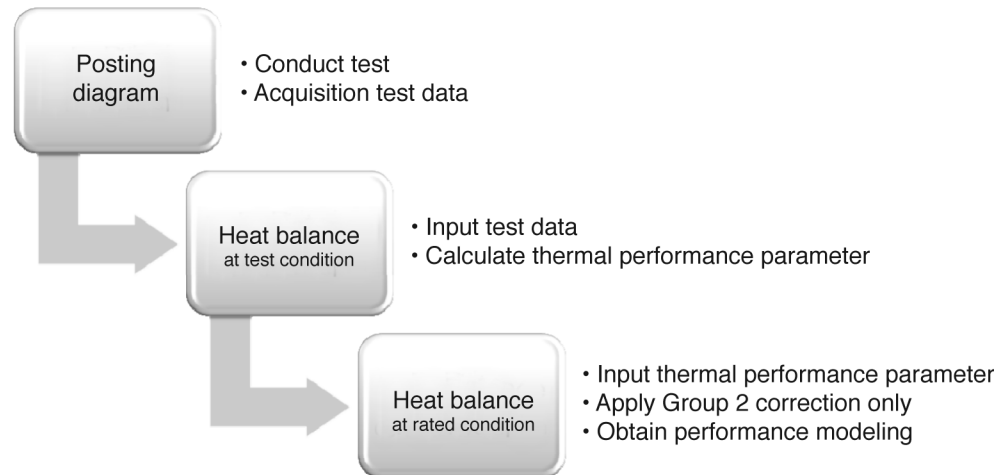 Posting
diagram
• Conduct test
• Acquisition test data
Heat balance
at test condition
• Input test data
• Calculate thermal performance parameter
Heat balance
at rated condition
• Input thermal performance parameter
• Apply Group 2 correction only
• Obtain performance modeling